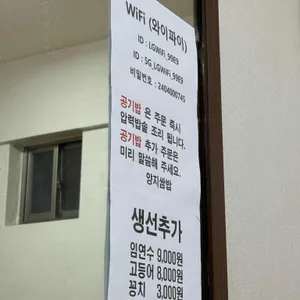 WiFi (와이파이)
ID : LGWiFi_99E9
ID : 5G_LGWiFi_99E9
비밀번호 : 2404000745
공기밥 은 주문 즉시
압력밥솥 조리 됩니다.
공기밥 추가 주문은
미리 말씀해 주세요.
양지쌈밥
생선추가
임연수 9,000원
고등어 8,000원
꽁치 3,000원